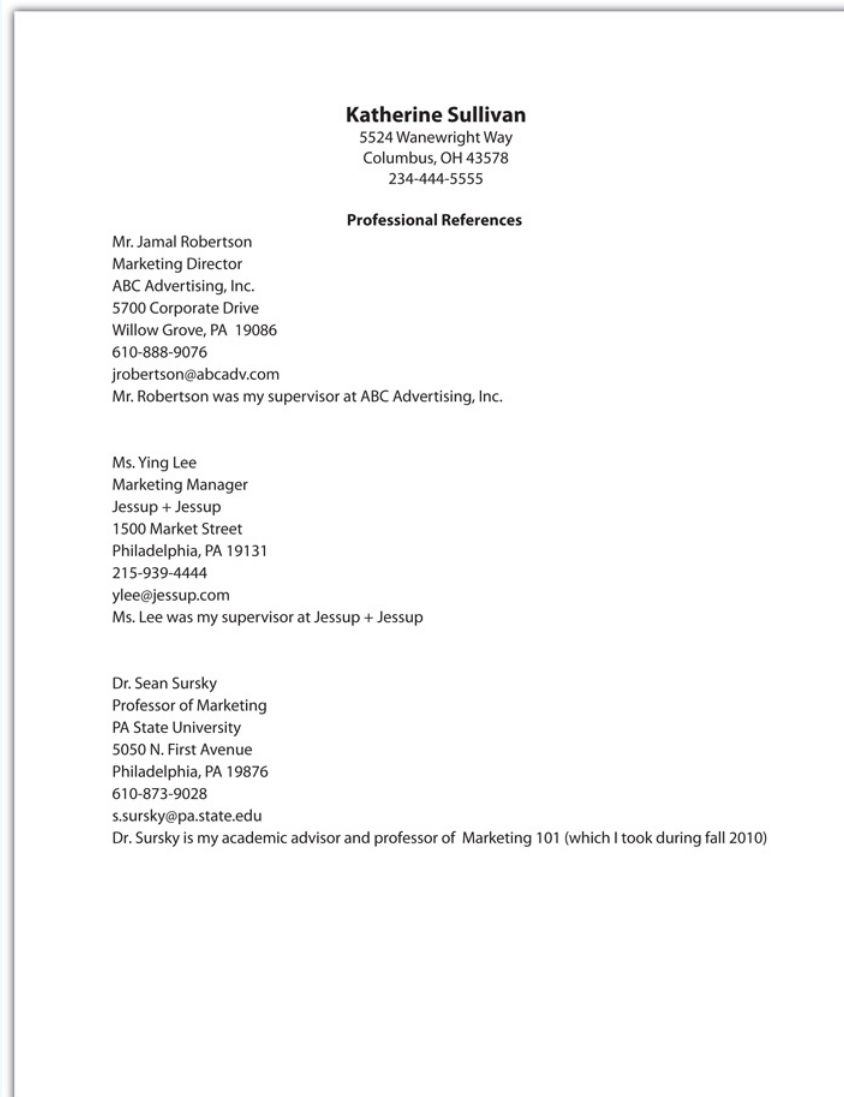 Katherine Sullivan
5524 Wanewright Way
Columbus, OH 43578
234-444-5555
Professional References
Mr. Jamal Robertson
Marketing Director
ABC Advertising, Inc.
5700 Corporate Drive
Willow Grove, PA  19086
610-888-9076
jrobertson@abcadv.com
Mr. Robertson was my supervisor at ABC Advertising, Inc.
Ms. Ying Lee
Marketing Manager
Jessup + Jessup
1500 Market Street
Philadelphia, PA 19131
215-939-4444
ylee@jessup.com
Ms. Lee was my supervisor at Jessup + Jessup
Dr. Sean Sursky
Professor of Marketing
PA State University
5050 N. First Avenue
Philadelphia, PA 19876
610-873-9028
s.sursky@pa.state.edu
Dr. Sursky is my academic advisor and professor of  Marketing 101 (which I took during fall 2010)